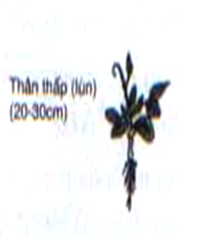 Thân thấp (lùn)
(20-30cm)